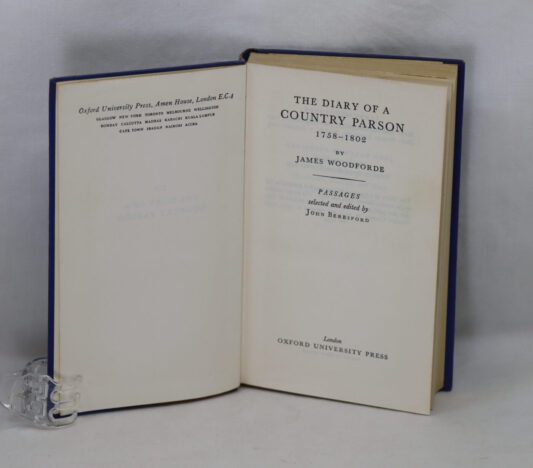 Oxford University Press, Amen House, London E.C.4
GLASGOW NEW YORK TORONTO MELBOURNE WELLINGTON
BOMBAY CALCUTTA MADRAS KARACHI KUALA LUMPUR
CAPE TOWN IBADAN NAIROBI ACCRA
THE DIARY OF A
COUNTRY PARSON
1758–1802
BY
JAMES WOODFORDE
PASSAGES
selected and edited by
JOHN BERESFORD
London
OXFORD UNIVERSITY PRESS